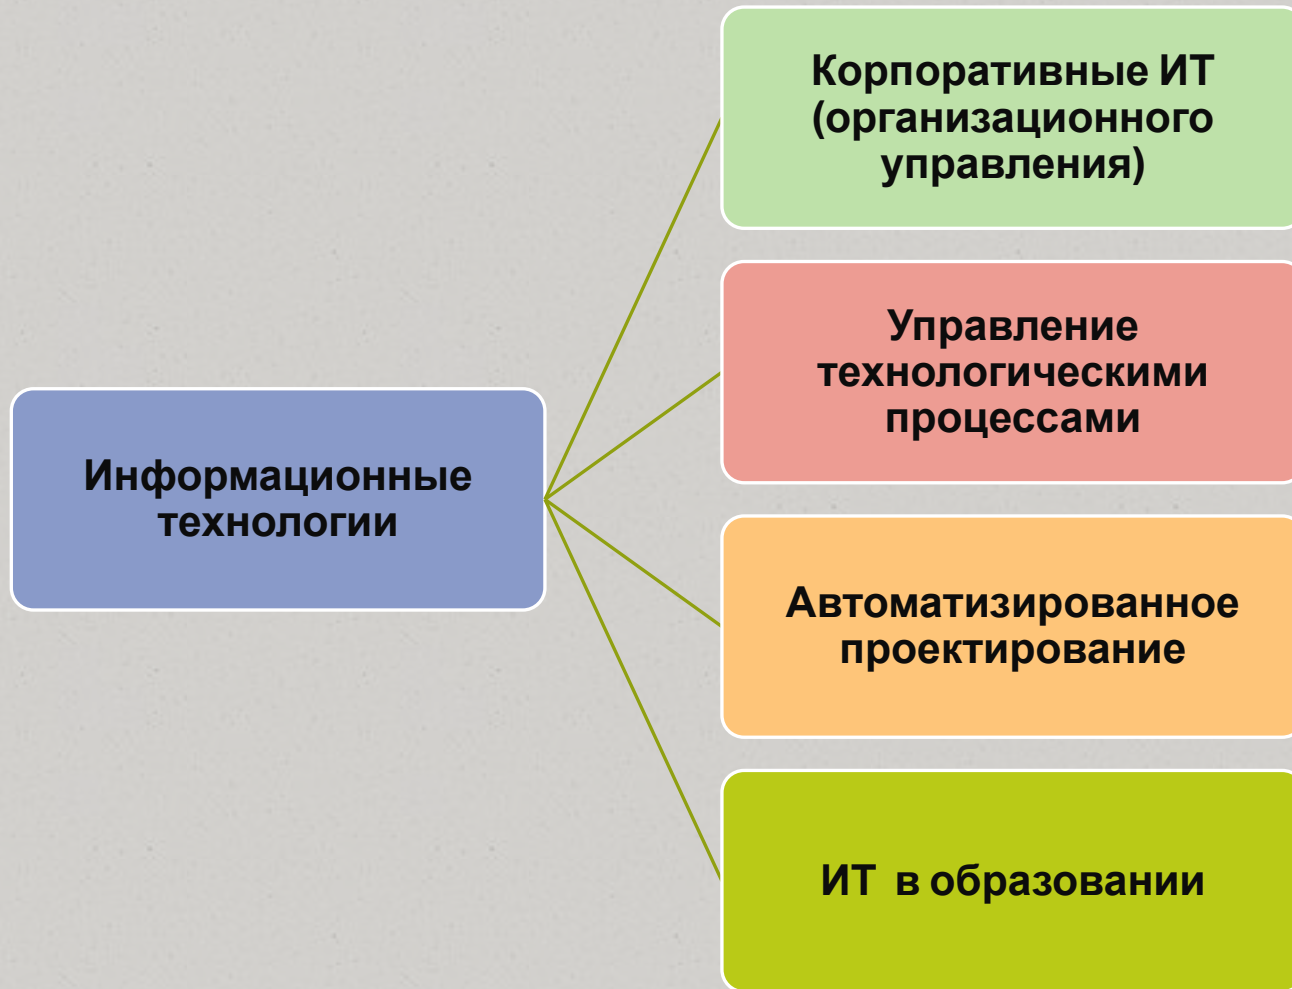 Корпоративные ИТ
(организационного
управления)
Управление
технологическими
процессами
Информационные
технологии
Автоматизированное
проектирование
ИТ в образовании